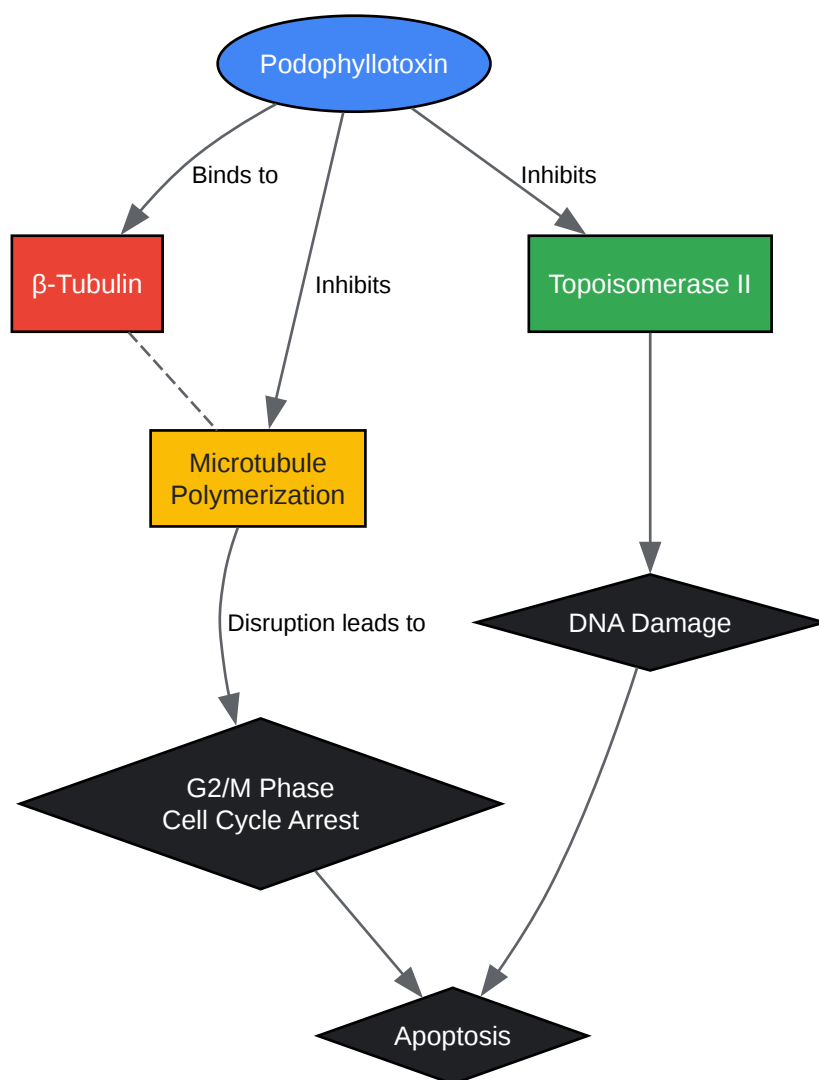 Podophyllotoxin
Binds to
Inhibits
β-Tubulin
Inhibits
Topoisomerase II
Microtubule
Polymerization
Disruption leads to
DNA Damage
G2/M Phase
Cell Cycle Arrest
Apoptosis